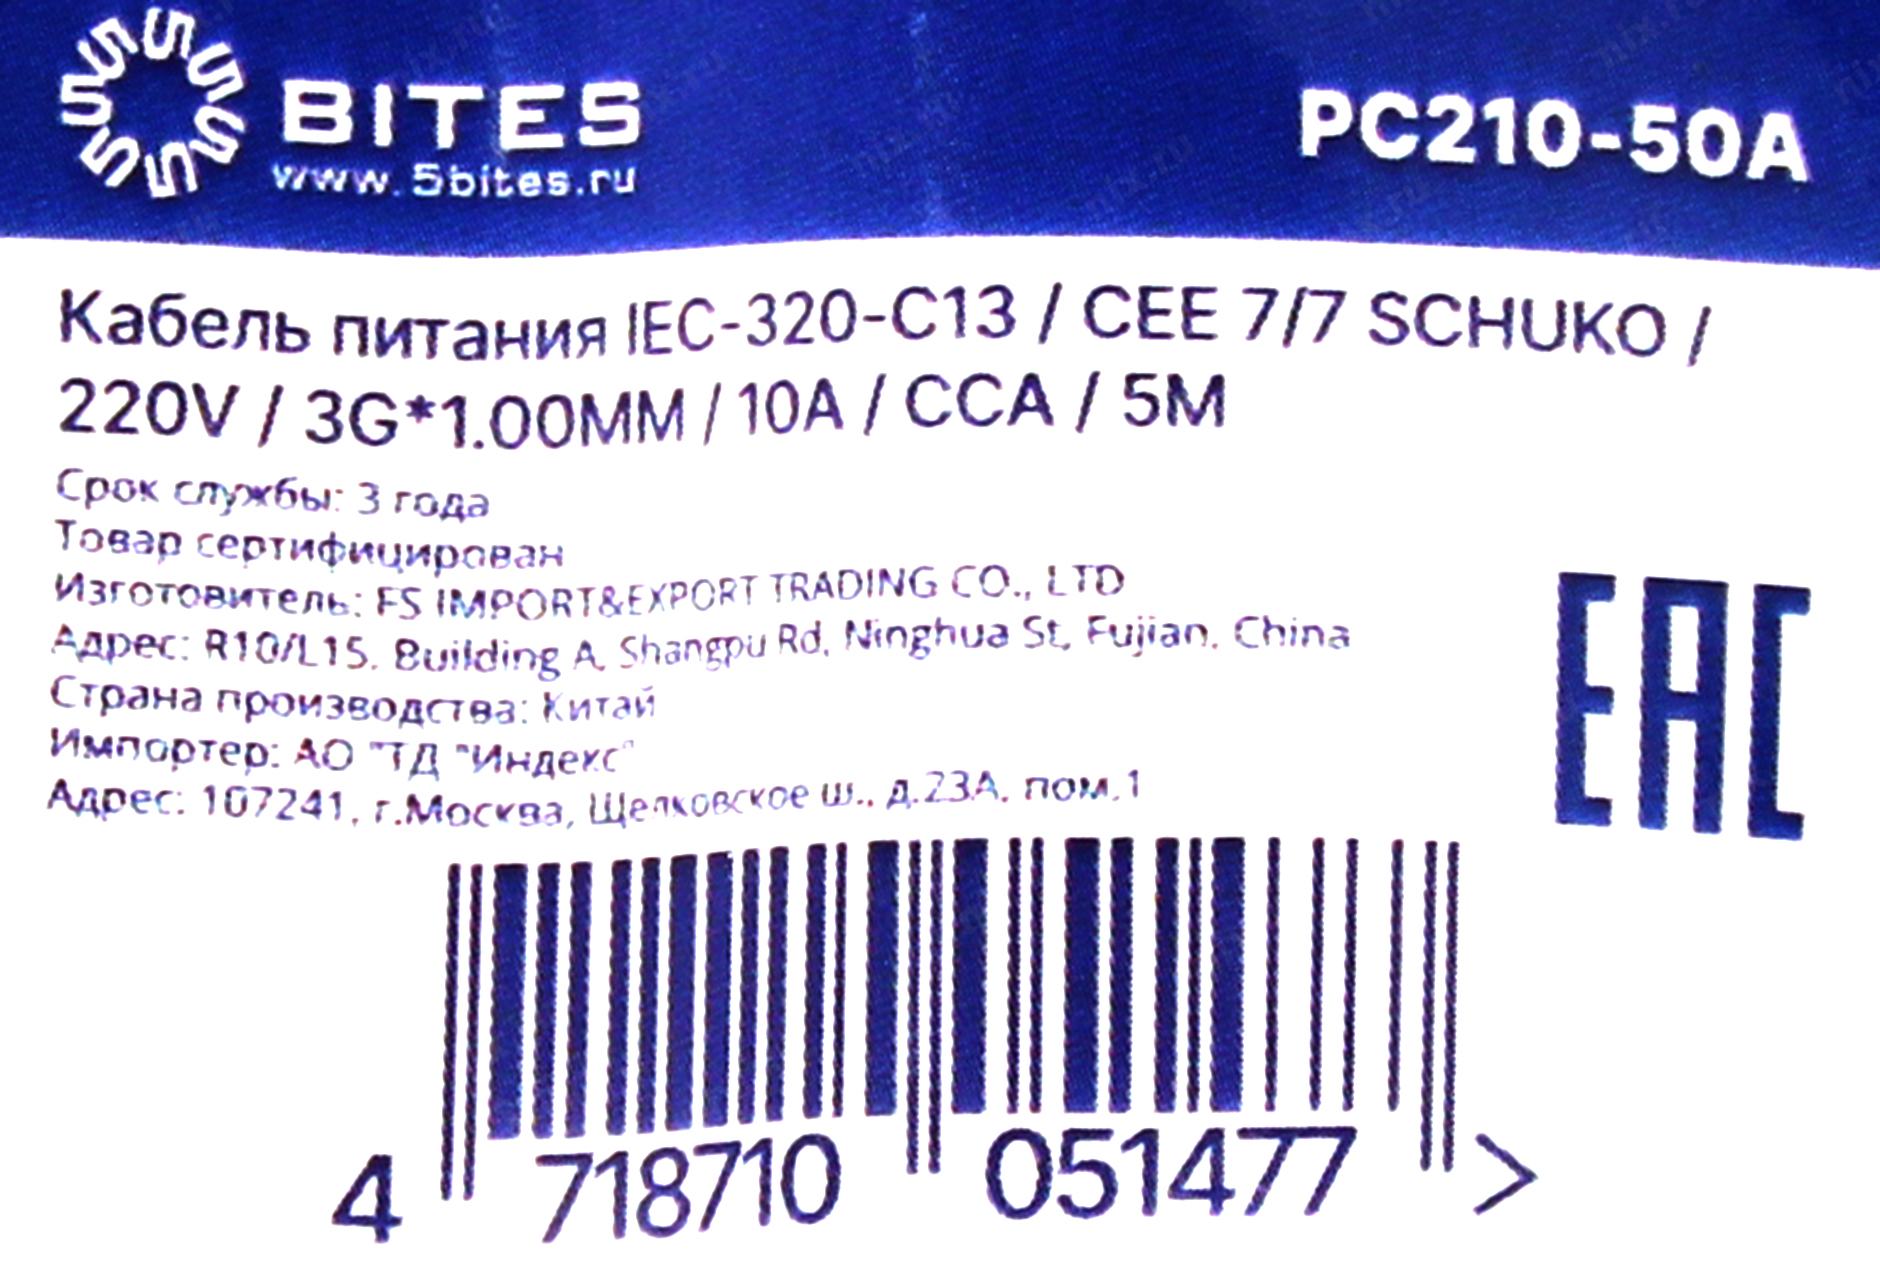 5BITES
www.5bites.ru
PC210-50A
Кабель питания IEC-320-C13 / CEE 7/7 SCHUKO /
220V / 3G*1.00MM / 10A / CCA / 5M
Срок службы: 3 года
Товар сертифицирован
Изготовитель: FS IMPORT&EXPORT TRADING CO., LTD
Адрес: R10/L15, Building A, Shangpu Rd, Ninghua St, Fujian, China
Страна производства: Китай
Импортер: АО "ТД "Индекс"
Адрес: 107241, г.Москва, Щелковское ш., д.23А, пом.1
EAC
4 718710 051477 >